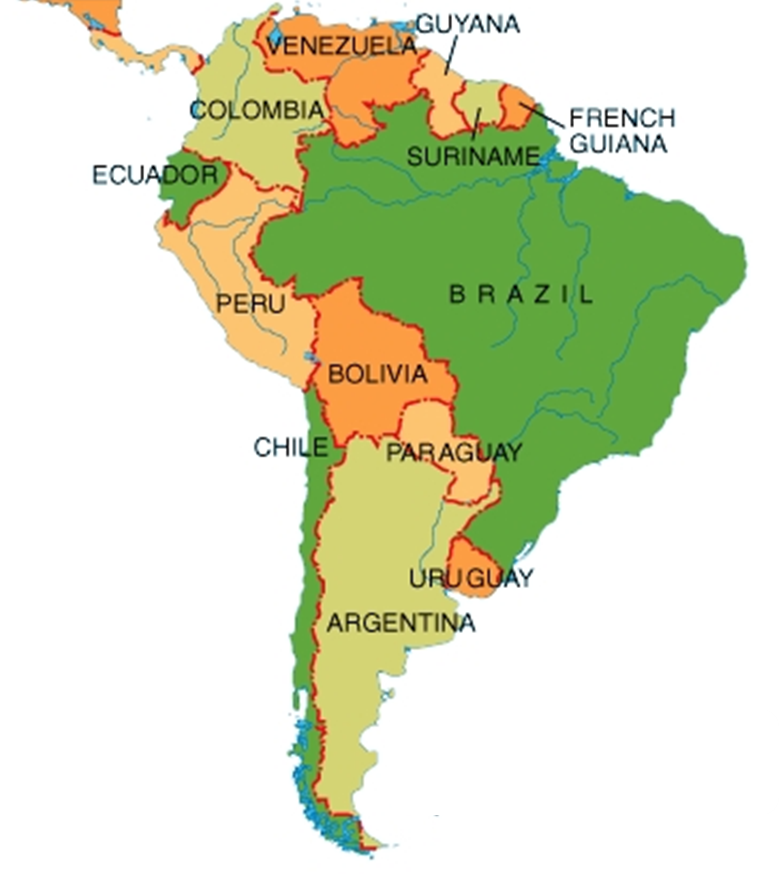 GUYANA
VENEZUELA
COLOMBIA
FRENCH
GUIANA
SURINAME
ECUADOR
BRAZIL
PERU
BOLIVIA
CHILE
PARAGUAY
URUGUAY
ARGENTINA